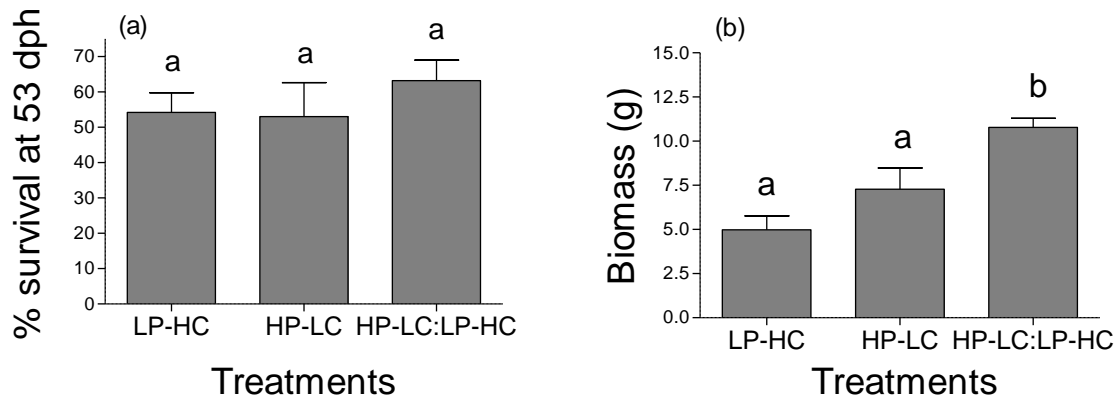 (a)
% survival at 53 dph
70
60
50
40
30
20
10
0
a
a
a
LP-HC
HP-LC
HP-LC:LP-HC
Treatments
(b)
Biomass (g)
15.0
12.5
10.0
7.5
5.0
2.5
0.0
a
a
b
LP-HC
HP-LC
HP-LC:LP-HC
Treatments